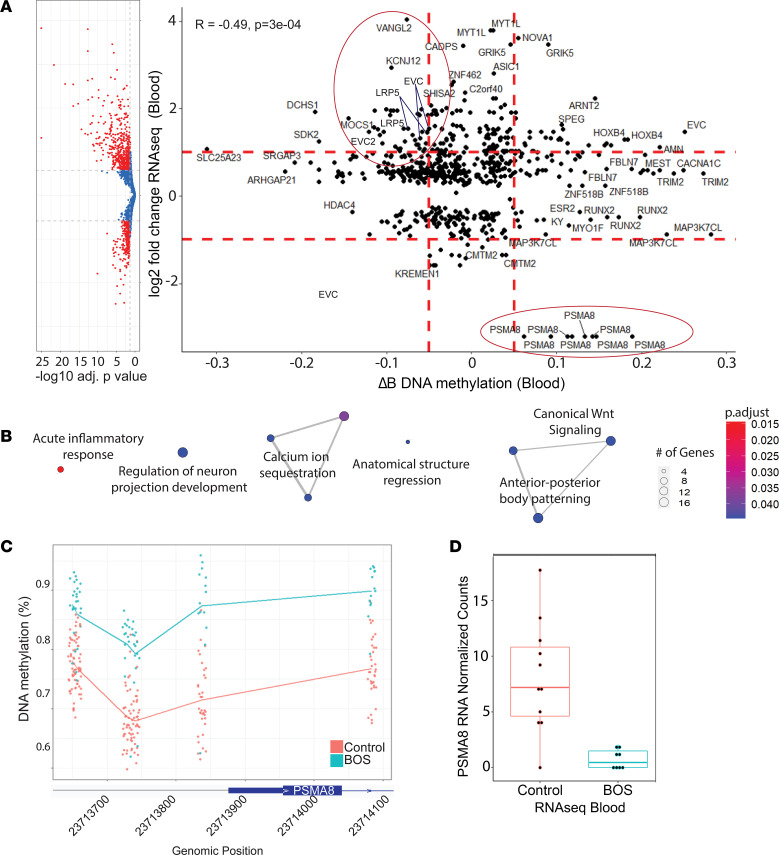 A
R = -0.49, p=3e-04
log2 fold change RNAseq (Blood)
4
2
0
-2
-25
-20
-15
-10
-5
0
-log10 adj. p value
VANGL2
MYT1L
MYT1L
NOVA1
CADPS
GRIK5
GRIK5
KCNJ12
ASIC1
ZNF462
EVC
LRP5
SHISA2
C2orf40
ARNT2
DCHS1
MOCS1
LRP5
SPEG
EVC
SDK2
EVC2
HOXB4
HOXB4
AMN
SLC25A23
SRGAP3
FBLN7
MEST
CACNA1C
ARHGAP21
FBLN7
TRIM2
TRIM2
ZNF518B
ZNF518B
HDAC4
ESR2
RUNX2
RUNX2
KY
MYO1F
RUNX2
MAP3K7CL
MAP3K7CL
MAP3K7CL
CMTM2
CMTM2
KREMEN1
EVC
PSMA8
PSMA8
PSMA8
PSMA8
PSMA8
PSMA8
PSMA8
PSMA8
-0.3
-0.2
-0.1
0.0
0.1
0.2
0.3
ΔB DNA methylation (Blood)
B
Acute inflammatory
response
Regulation of neuron
projection development
Calcium ion
sequestration
Anatomical structure
regression
Canonical Wnt
Signaling
Anterior-posterior
body patterning
# of Genes
4
8
12
16
p.adjust
0.015
0.020
0.025
0.030
0.035
0.040
C
DNA methylation (%)
0.9
0.8
0.7
0.6
Control
BOS
PSMA8
23713700
23713800
23713900
23714000
23714100
Genomic Position
D
PSMA8 RNA Normalized Counts
15
10
5
0
Control
BOS
RNAseq Blood